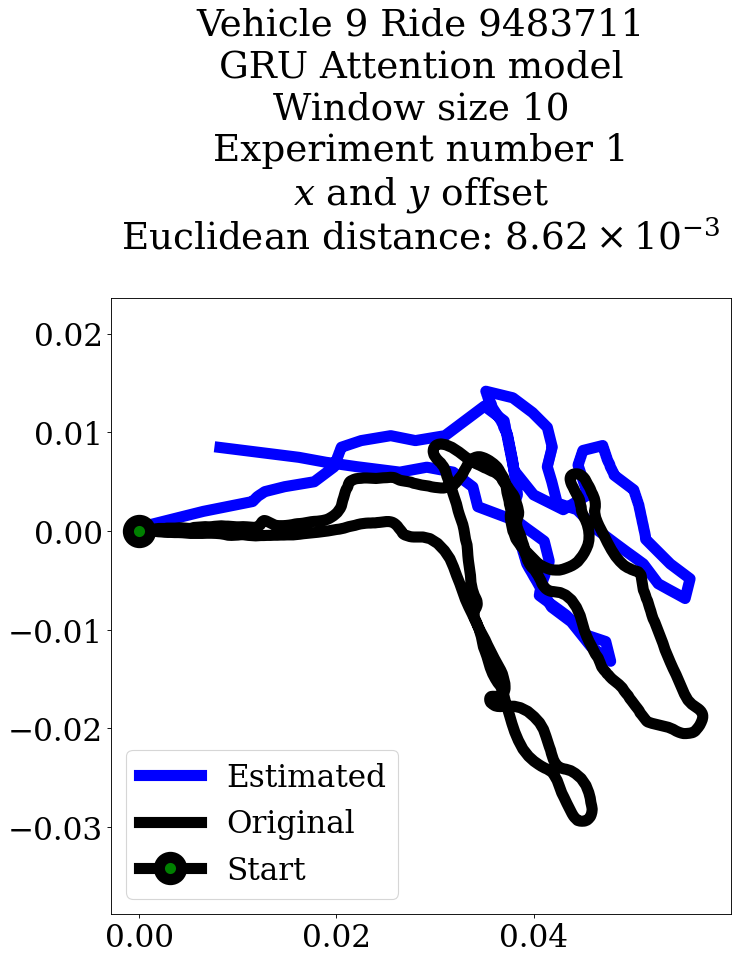 Vehicle 9 Ride 9483711
GRU Attention model
Window size 10
Experiment number 1
x and y offset
Euclidean distance: 8.62 × 10⁻³
0.02
0.01
0.00
−0.01
−0.02
−0.03
Estimated
Original
Start
0.00 0.02 0.04